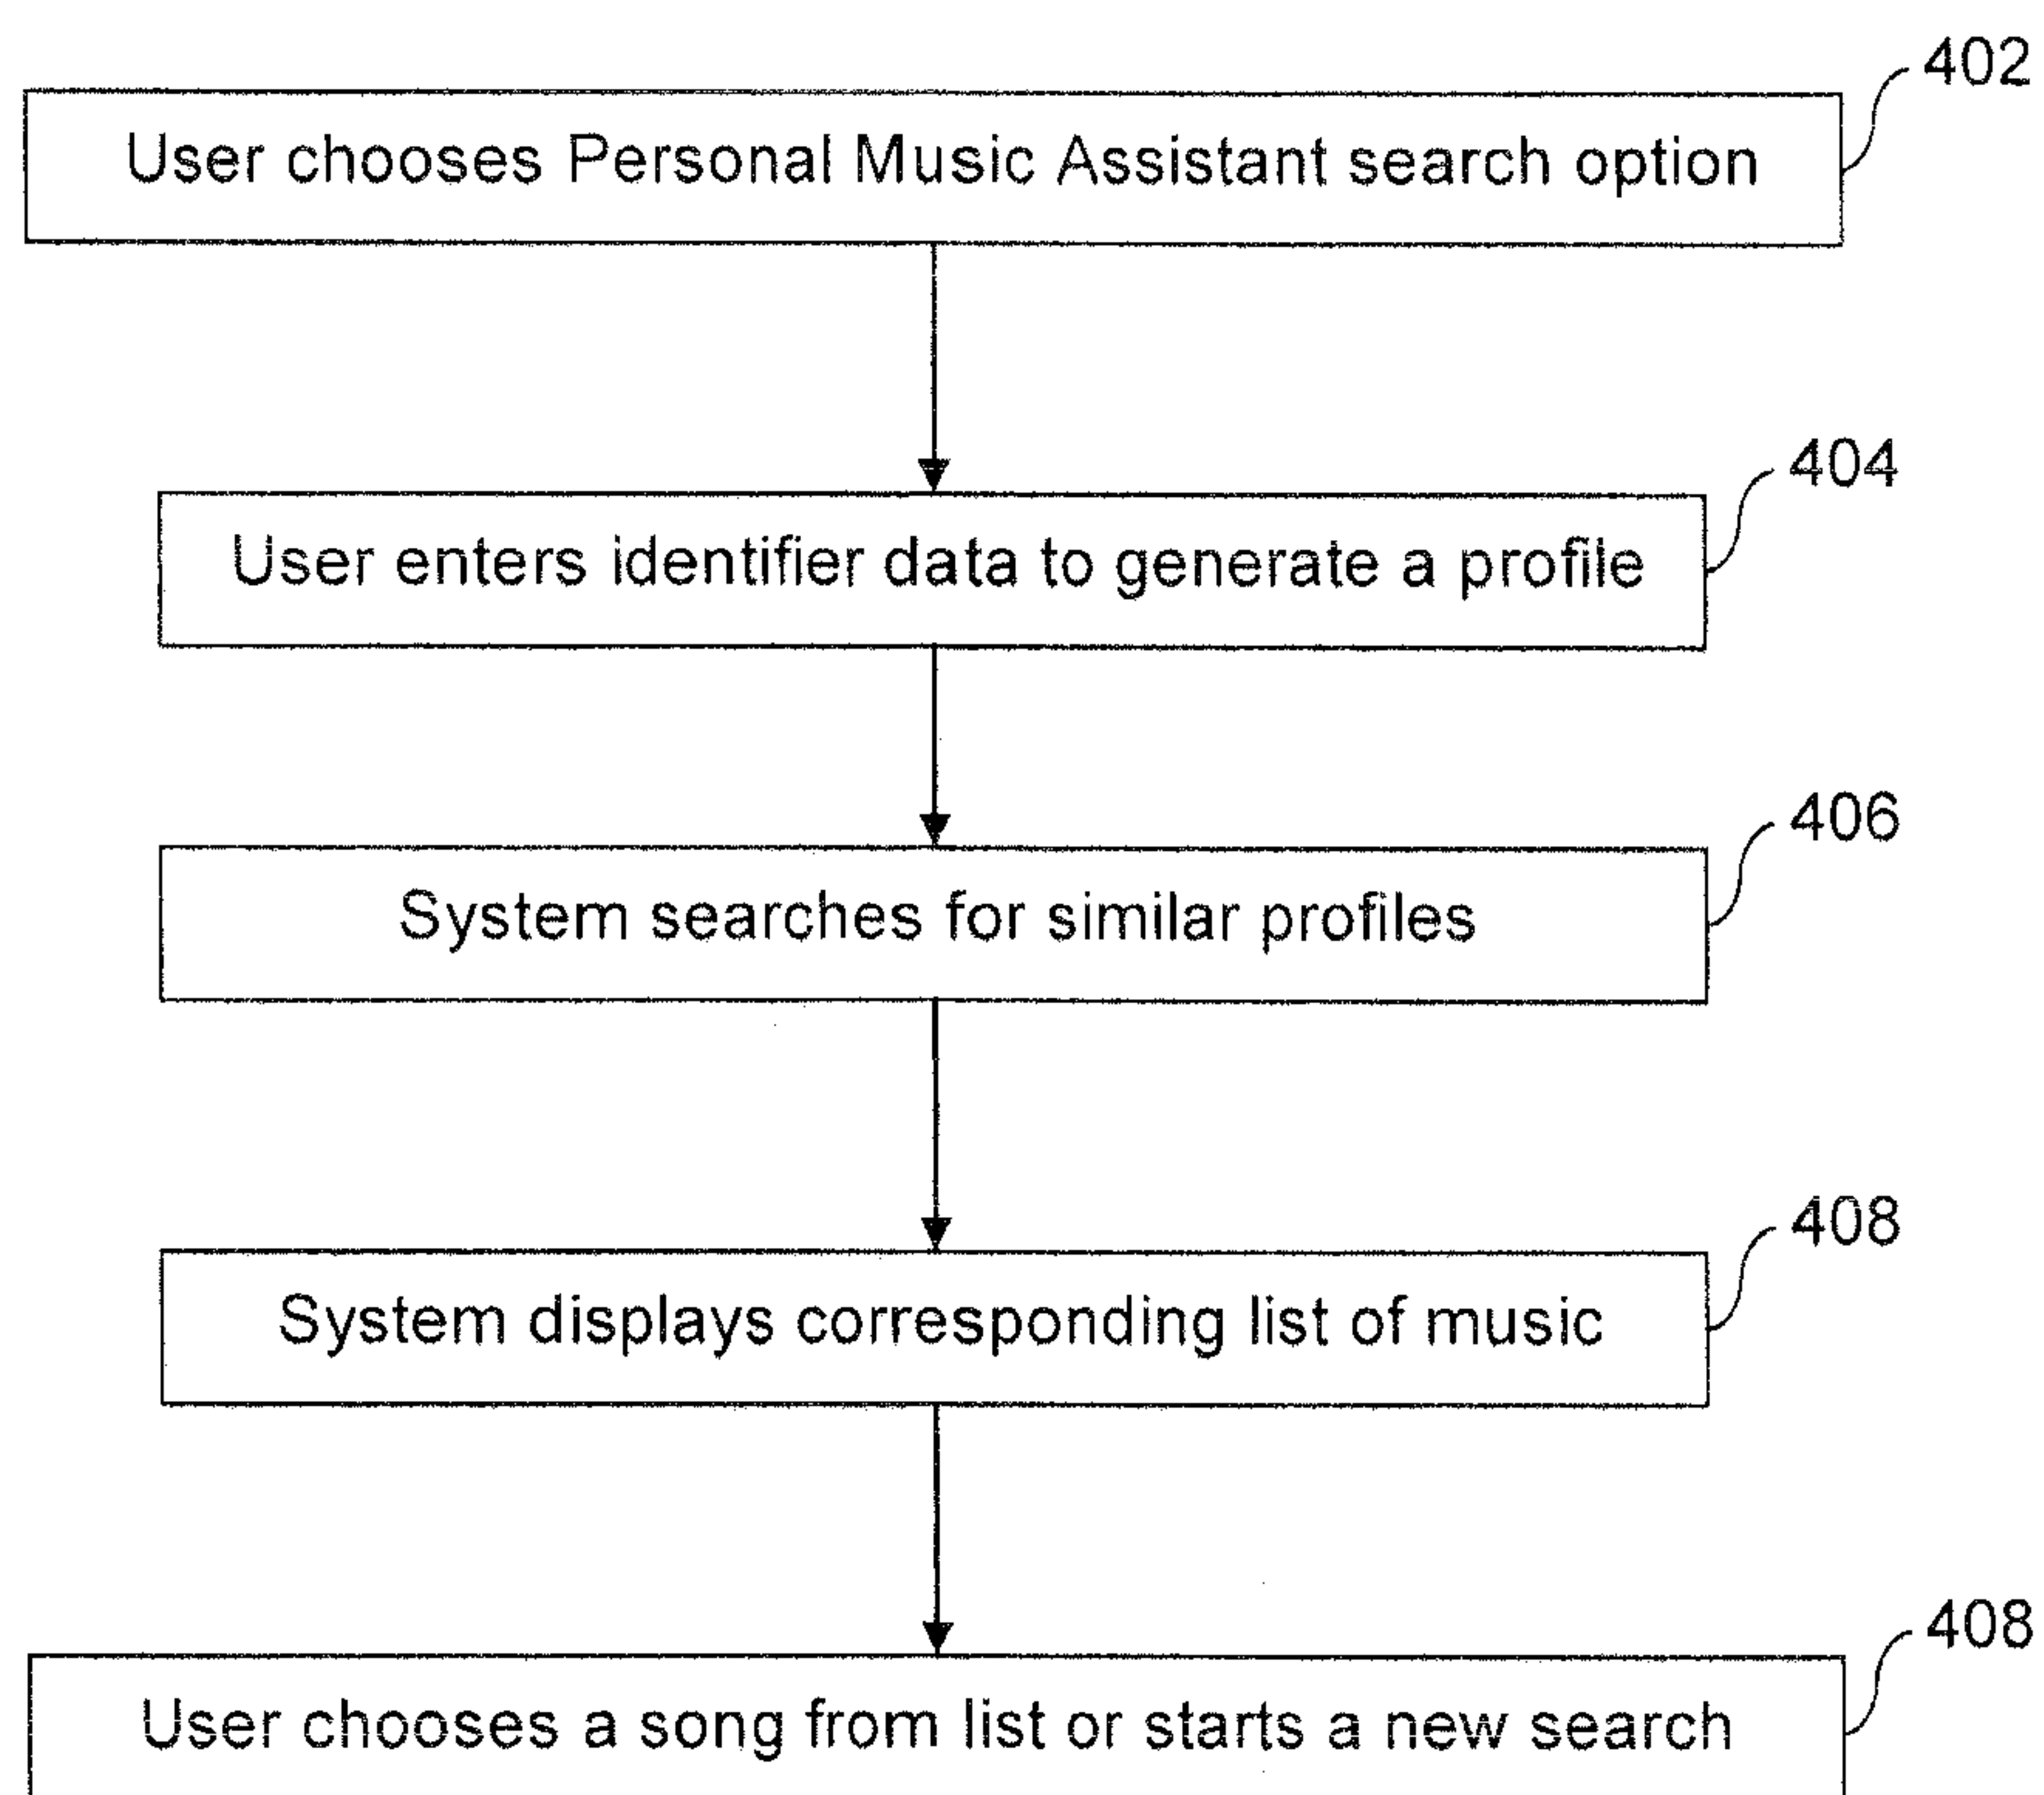 402
User chooses Personal Music Assistant search option
404
User enters identifier data to generate a profile
406
System searches for similar profiles
408
System displays corresponding list of music
408
User chooses a song from list or starts a new search